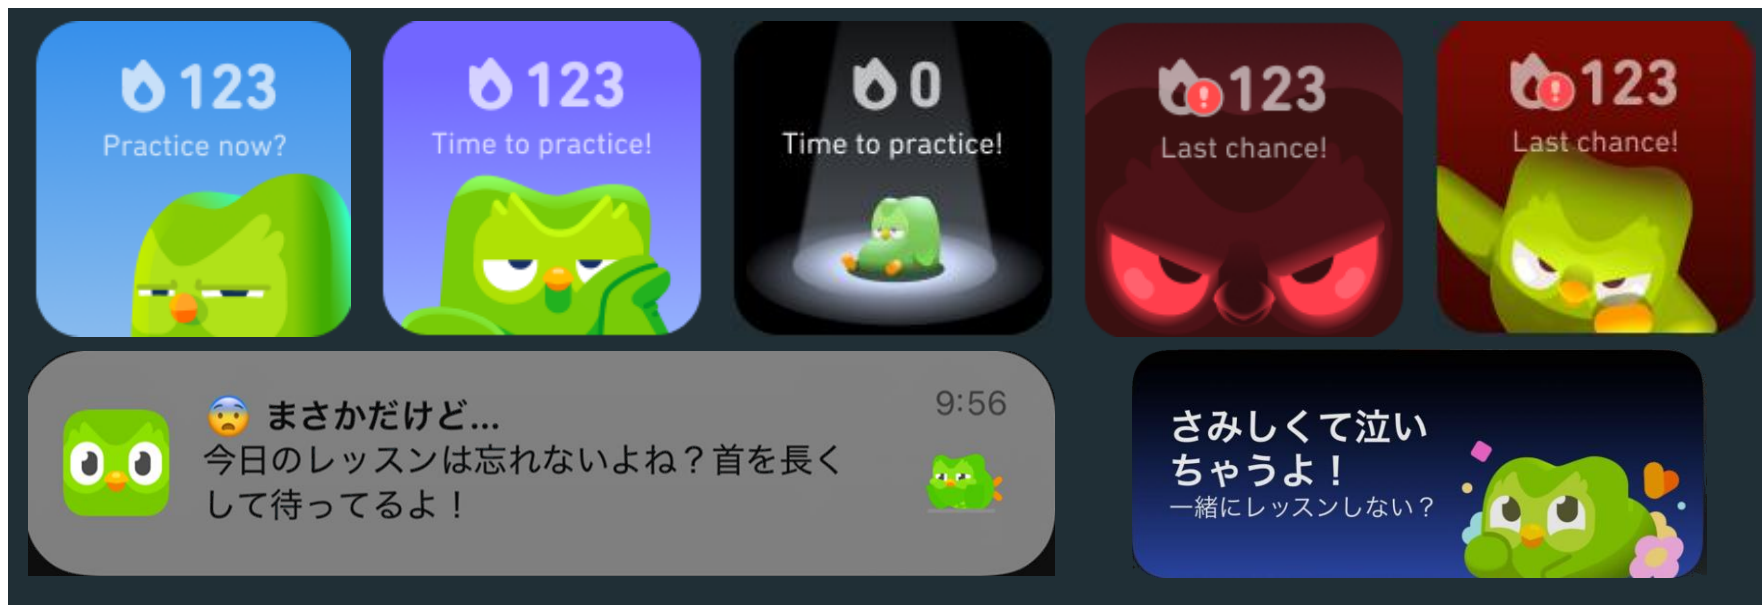 123
Practice now?
123
Time to practice!
0
Time to practice!
123
Last chance!
123
Last chance!
😨 まさかだけど... 9:56
今日のレッスンは忘れないよね？首を長く
して待ってるよ！
さみしくて泣い
ちゃうよ！
一緒にレッスンしない？